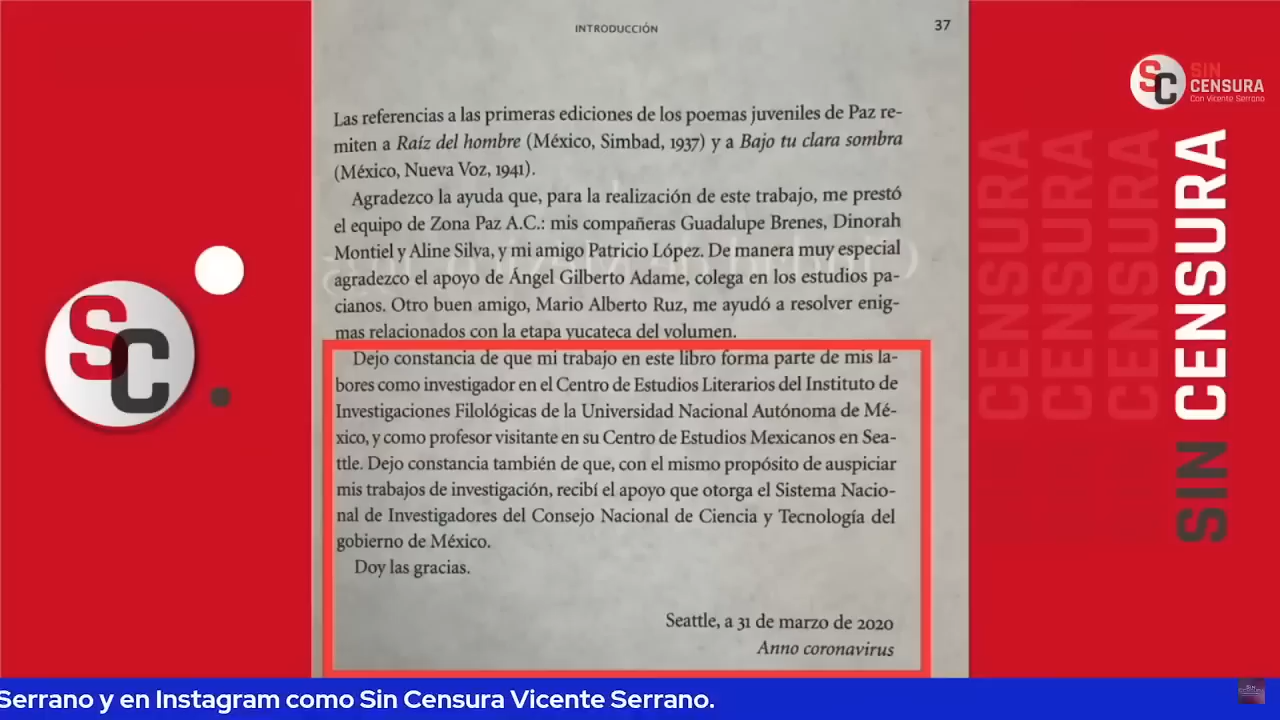 INTRODUCCIÓN
37
Las referencias a las primeras ediciones de los poemas juveniles de Paz re-
miten a Raíz del hombre (México, Simbad, 1937) y a Bajo tu clara sombra
(México, Nueva Voz, 1941).
Agradezco la ayuda que, para la realización de este trabajo, me prestó
el equipo de Zona Paz A.C.: mis compañeras Guadalupe Brenes, Dinorah
Montiel y Aline Silva, y mi amigo Patricio López. De manera muy especial
agradezco el apoyo de Ángel Gilberto Adame, colega en los estudios pa-
cianos. Otro buen amigo, Mario Alberto Ruz, me ayudó a resolver enig-
mas relacionados con la etapa yucateca del volumen.
Dejo constancia de que mi trabajo en este libro forma parte de mis la-
bores como investigador en el Centro de Estudios Literarios del Instituto de
Investigaciones Filológicas de la Universidad Nacional Autónoma de Mé-
xico, y como profesor visitante en su Centro de Estudios Mexicanos en Sea-
ttle. Dejo constancia también de que, con el mismo propósito de auspiciar
mis trabajos de investigación, recibí el apoyo que otorga el Sistema Nacio-
nal de Investigadores del Consejo Nacional de Ciencia y Tecnología del
gobierno de México.
Doy las gracias.
Seattle, a 31 de marzo de 2020
Anno coronavirus
SC
SC
SIN
CENSURA
Con Vicente Serrano
CENSURA
CENSURA
CENSURA
SIN CENSURA
Serrano y en Instagram como Sin Censura Vicente Serrano.